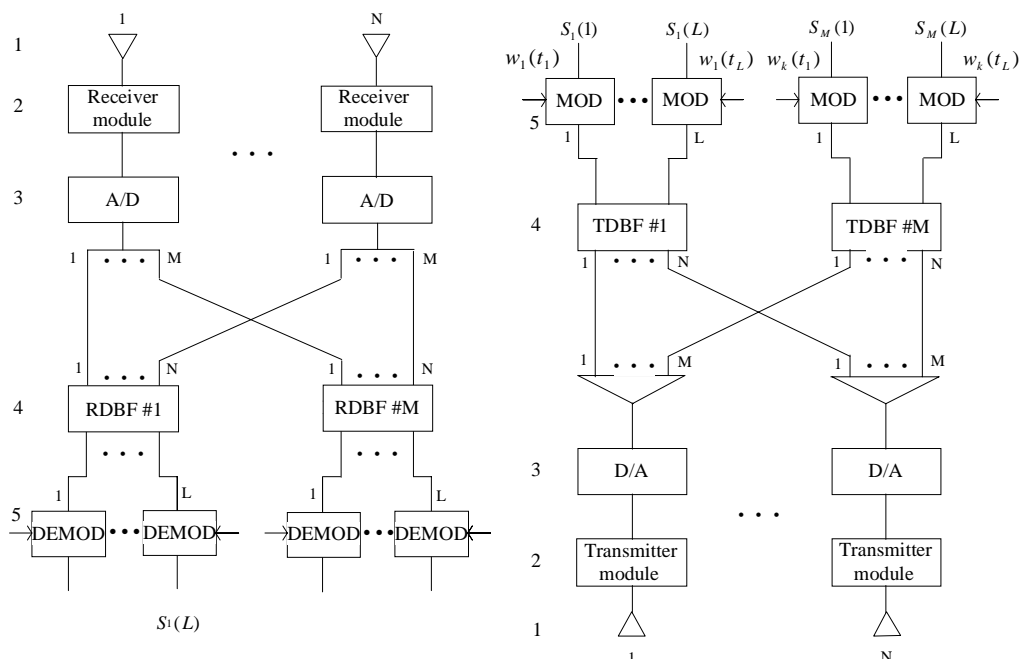 1 N
1
2 Receiver module Receiver module
• • •
3 A/D A/D
1 • • • M 1 • • • M
1 • • • N 1 • • • N
4 RDBF #1 RDBF #M
• • • • • •
1 L 1 L
5 DEMOD • • • DEMOD DEMOD • • • DEMOD
S1(L)
S1(1) S1(L) SM(1) SM(L)
w1(t1) w1(tL) wk(t1) wk(tL)
MOD • • • MOD MOD • • • MOD
5
1 L 1 L
4 TDBF #1 TDBF #M
1 • • • N 1 • • • N
1 • • • M 1 • • • M
3 D/A D/A
• • •
2 Transmitter module Transmitter module
1
1 N